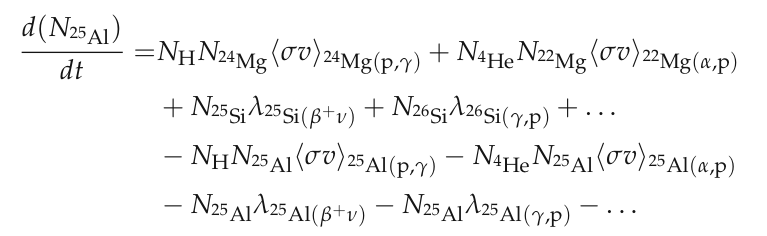 d(N_{25Al})/dt = N_H N_{24Mg}⟨σv⟩_{24Mg(p,γ)} + N_{4He} N_{22Mg}⟨σv⟩_{22Mg(α,p)}
+ N_{25Si} λ_{25Si(β⁺ν)} + N_{26Si} λ_{26Si(γ,p)} + ...
− N_H N_{25Al}⟨σv⟩_{25Al(p,γ)} − N_{4He} N_{25Al}⟨σv⟩_{25Al(α,p)}
− N_{25Al} λ_{25Al(β⁺ν)} − N_{25Al} λ_{25Al(γ,p)} − ...